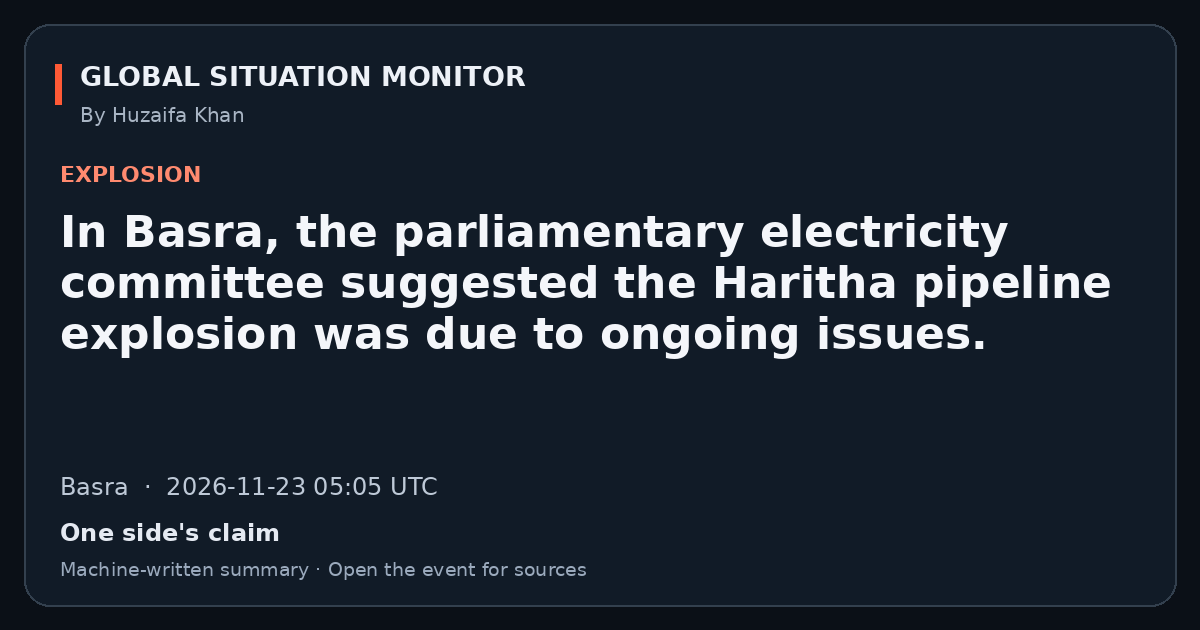 GLOBAL SITUATION MONITOR
By Huzaifa Khan
EXPLOSION
In Basra, the parliamentary electricity
committee suggested the Haritha pipeline
explosion was due to ongoing issues.
Basra · 2026-11-23 05:05 UTC
One side's claim
Machine-written summary · Open the event for sources